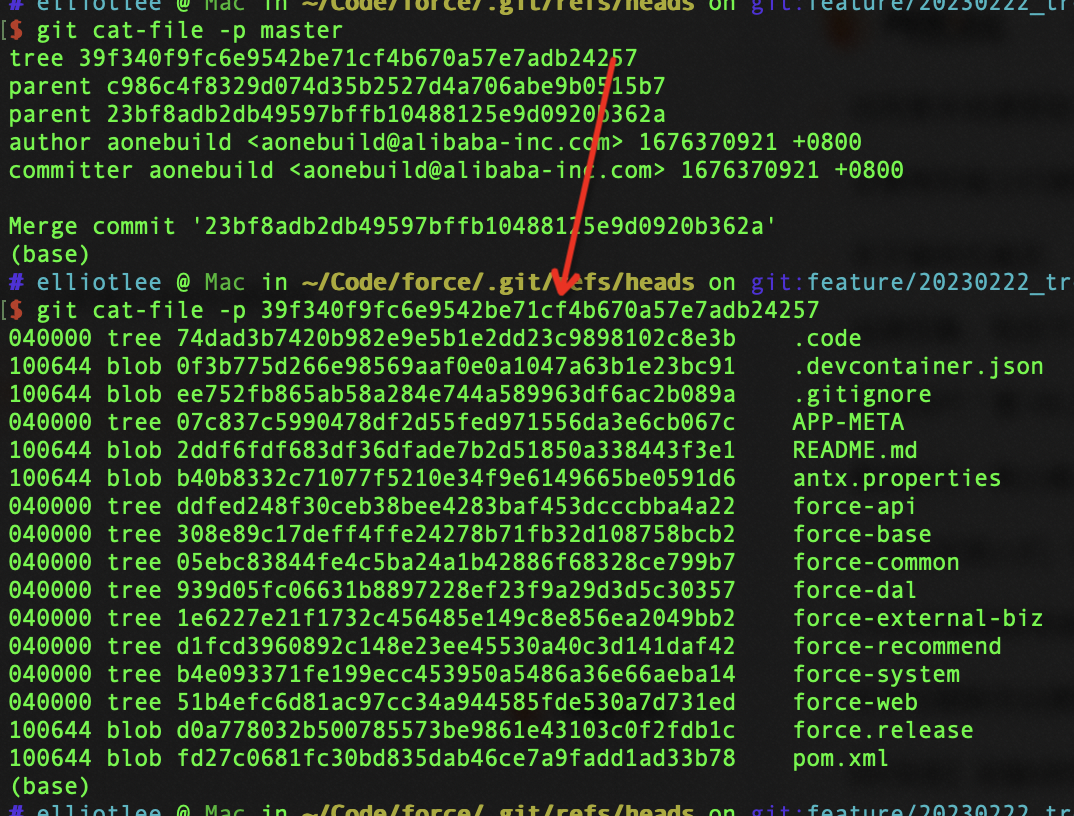 # elliotlee @ Mac in ~/Code/force/.git/refs/heads on git:feature/20230222_tr
[$ git cat-file -p master
tree 39f340f9fc6e9542be71cf4b670a57e7adb24257
parent c986c4f8329d074d35b2527d4a706abe9b0515b7
parent 23bf8adb2db49597bffb10488125e9d0920b362a
author aonebuild <aonebuild@alibaba-inc.com> 1676370921 +0800
committer aonebuild <aonebuild@alibaba-inc.com> 1676370921 +0800
Merge commit '23bf8adb2db49597bffb10488125e9d0920b362a'
(base)
# elliotlee @ Mac in ~/Code/force/.git/refs/heads on git:feature/20230222_tr
[$ git cat-file -p 39f340f9fc6e9542be71cf4b670a57e7adb24257
040000 tree 74dad3b7420b982e9e5b1e2dd23c9898102c8e3b .code
100644 blob 0f3b775d266e98569aaf0e0a1047a63b1e23bc91 .devcontainer.json
100644 blob ee752fb865ab58a284e744a589963df6ac2b089a .gitignore
040000 tree 07c837c5990478df2d55fed971556da3e6cb067c APP-META
100644 blob 2ddf6fdf683df36dfade7b2d51850a338443f3e1 README.md
100644 blob b40b8332c71077f5210e34f9e6149665be0591d6 antx.properties
040000 tree ddfed248f30ceb38bee4283baf453dcccbba4a22 force-api
040000 tree 308e89c17deff4ffe24278b71fb32d108758bcb2 force-base
040000 tree 05ebc83844fe4c5ba24a1b42886f68328ce799b7 force-common
040000 tree 939d05fc06631b8897228ef23f9a29d3d5c30357 force-dal
040000 tree 1e6227e21f1732c456485e149c8e856ea2049bb2 force-external-biz
040000 tree d1fcd3960892c148e23ee45530a40c3d141daf42 force-recommend
040000 tree b4e093371fe199ecc453950a5486a36e66aeba14 force-system
040000 tree 51b4efc6d81ac97cc34a944585fde530a7d731ed force-web
100644 blob d0a778032b500785573be9861e43103c0f2fdb1c force.release
100644 blob fd27c0681fc30bd835dab46ce7a9fadd1ad33b78 pom.xml
(base)
# elliotlee @ Mac in ~/Code/force/.git/refs/heads on git:feature/20230222_tr